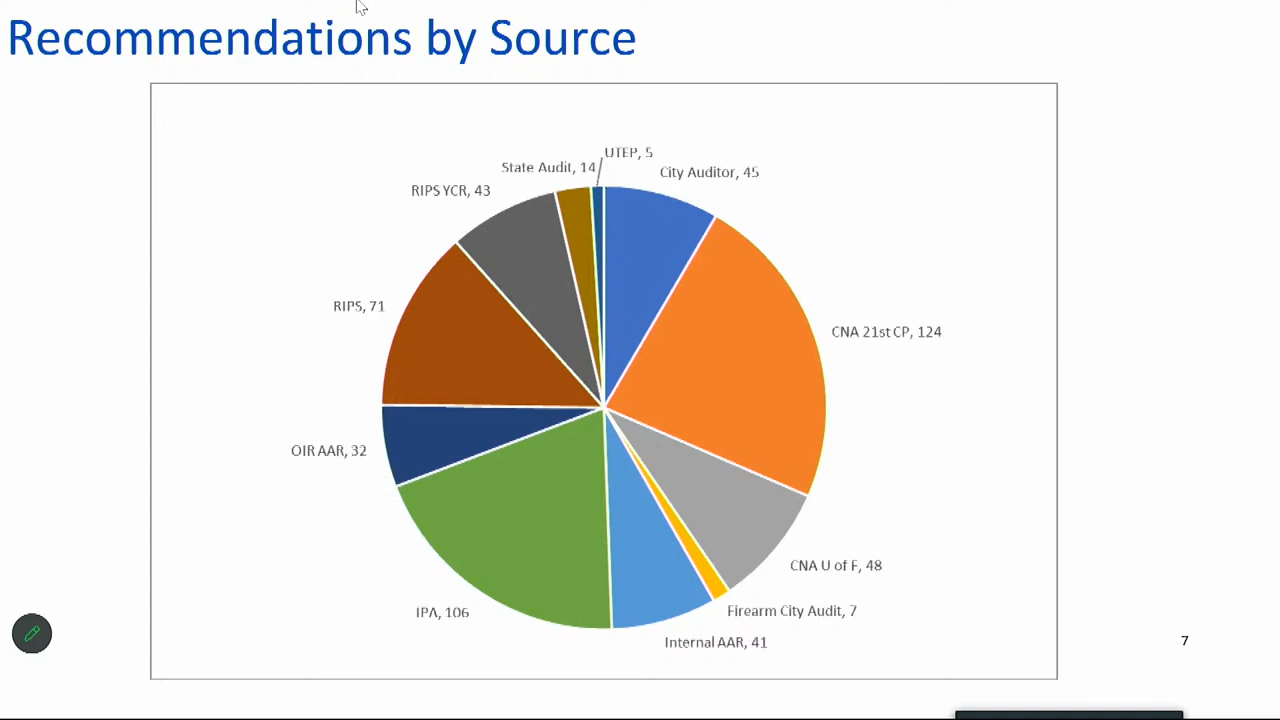 Recommendations by Source
UTEP, 5
State Audit, 14
City Auditor, 45
RIPS YCR, 43
RIPS, 71
CNA 21st CP, 124
OIR AAR, 32
CNA U of F, 48
IPA, 106
Firearm City Audit, 7
Internal AAR, 41
7